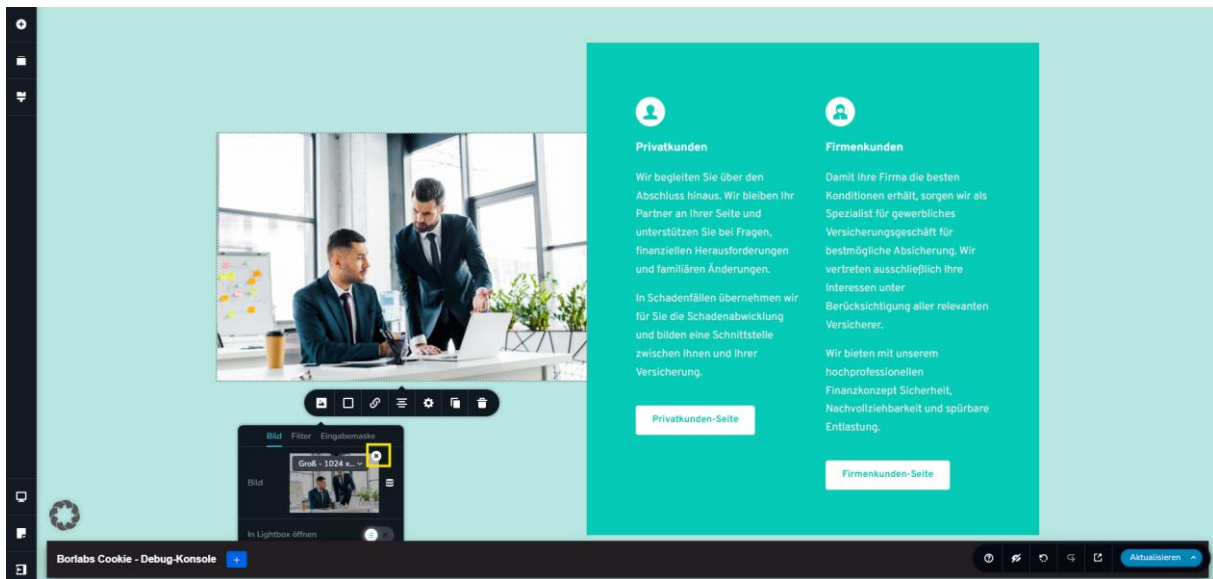 Privatkunden
Wir begleiten Sie über den
Abschluss hinaus. Wir bleiben Ihr
Partner an Ihrer Seite und
unterstützen Sie bei Fragen,
finanziellen Herausforderungen
und familiären Änderungen.
In Schadenfällen übernehmen wir
für Sie die Schadenabwicklung
und bilden eine Schnittstelle
zwischen Ihnen und Ihrer
Versicherung.
Privatkunden-Seite
Firmenkunden
Damit Ihre Firma die besten
Konditionen erhält, sorgen wir als
Spezialist für gewerbliches
Versicherungsgeschäft für
bestmögliche Absicherung. Wir
vertreten ausschließlich Ihre
Interessen unter
Berücksichtigung aller relevanten
Versicherer.
Wir bieten mit unserem
hochprofessionellen
Finanzkonzept Sicherheit,
Nachvollziehbarkeit und spürbare
Entlastung.
Firmenkunden-Seite
Bild Filter Eingabemaske
Groß - 1024 x...
Bild
In Lightbox öffnen
Borlabs Cookie - Debug-Konsole +
Aktualisieren